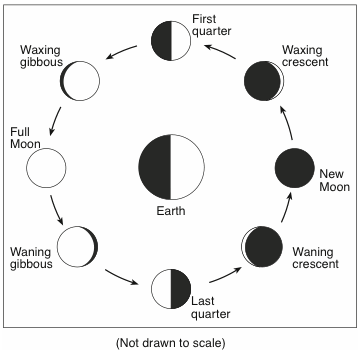 First
quarter
Waxing
gibbous
Waxing
crescent
Full
Moon
New
Moon
Earth
Waning
gibbous
Waning
crescent
Last
quarter
(Not drawn to scale)